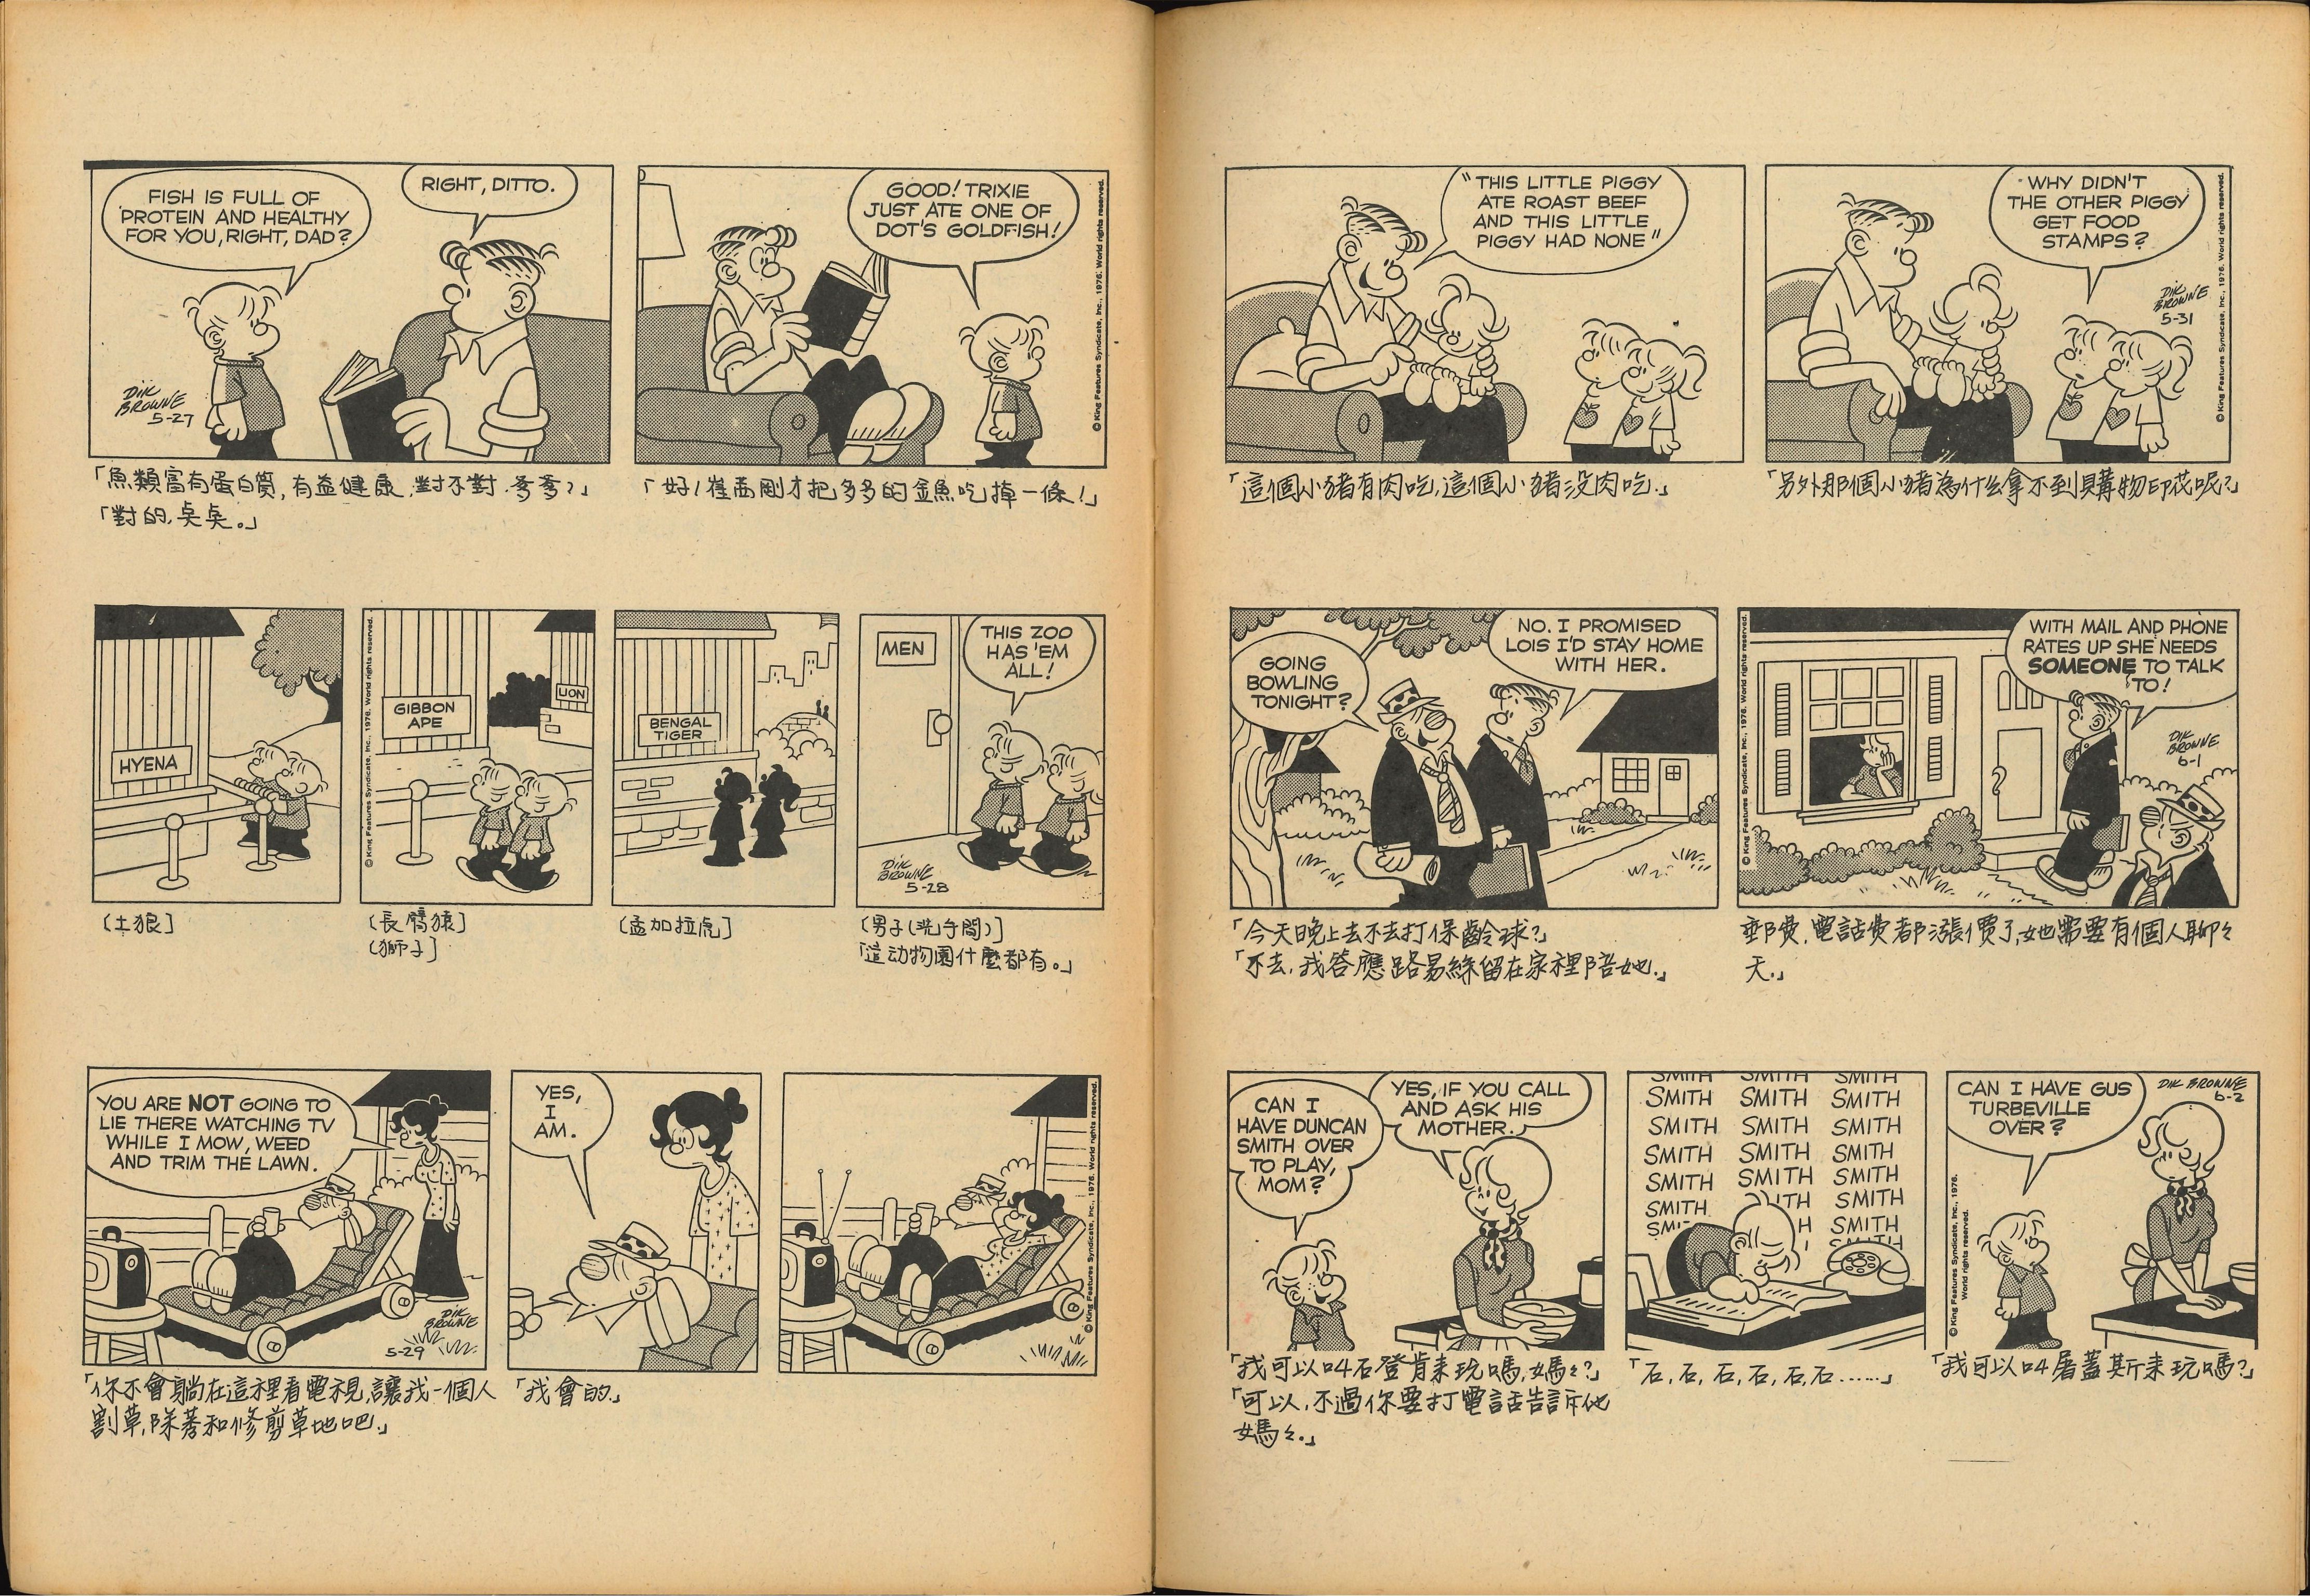 FISH IS FULL OF
PROTEIN AND HEALTHY
FOR YOU, RIGHT, DAD?
RIGHT, DITTO.
DIK
BROWNE
5-27
GOOD! TRIXIE
JUST ATE ONE OF
DOT'S GOLDFISH!
© King Features Syndicate, Inc., 1976. World rights reserved.
「魚類富有蛋白質,有益健康,對不對,爹爹?」
「對的,奌奌。」
「好!崔西剛才把多多的金魚吃掉一條!」
HYENA
GIBBON
APE
LION
© King Features Syndicate, Inc., 1976. World rights reserved.
BENGAL
TIGER
MEN
THIS ZOO
HAS 'EM
ALL!
DIK
BROWNE
5-28
(土狼]
(長臂猿]
(獅子]
(孟加拉虎]
(男子(洗手間)]
「這动物園什麼都有。」
YOU ARE NOT GOING TO
LIE THERE WATCHING TV
WHILE I MOW, WEED
AND TRIM THE LAWN.
DIK
BROWNE
5-29
YES,
I
AM.
© King Features Syndicate, Inc., 1976. World rights reserved.
「你不會躺在這裡看電視,讓我一個人
割草,除莠和修剪草地吧.」
「我會的.」
"THIS LITTLE PIGGY
ATE ROAST BEEF
AND THIS LITTLE
PIGGY HAD NONE"
WHY DIDN'T
THE OTHER PIGGY
GET FOOD
STAMPS?
DIK
BROWNE
5-31
© King Features Syndicate, Inc., 1976. World rights reserved.
「這個小豬有肉吃,這個小豬没肉吃.」
「另外那個小豬為什么拿不到購物印花呢?」
GOING
BOWLING
TONIGHT?
NO. I PROMISED
LOIS I'D STAY HOME
WITH HER.
© King Features Syndicate, Inc., 1976. World rights reserved.
WITH MAIL AND PHONE
RATES UP SHE NEEDS
SOMEONE TO TALK
TO!
DIK
BROWNE
6-1
「今天晚上去不去打保齡球?」
「不去,我答應路易絲留在家裡陪她.」
郵費,電話費都漲價了,她需要有個人聊々
天.」
CAN I
HAVE DUNCAN
SMITH OVER
TO PLAY,
MOM?
YES, IF YOU CALL
AND ASK HIS
MOTHER.
SMITH SMITH SMITH
SMITH SMITH SMITH
SMITH SMITH SMITH
SMITH SMITH SMITH
SMITH SMITH SMITH
SMITH ITH SMITH
SMI H SMITH
CAN I HAVE GUS
TURBEVILLE
OVER?
DIK BROWNE
6-2
© King Features Syndicate, Inc., 1976.
World rights reserved.
「我可以叫石登肯来玩嗎,媽々?」
「可以,不過你要打電話告訴他
媽々.」
「石,石,石,石,石,石......」
「我可以叫屠蓋斯来玩嗎?」